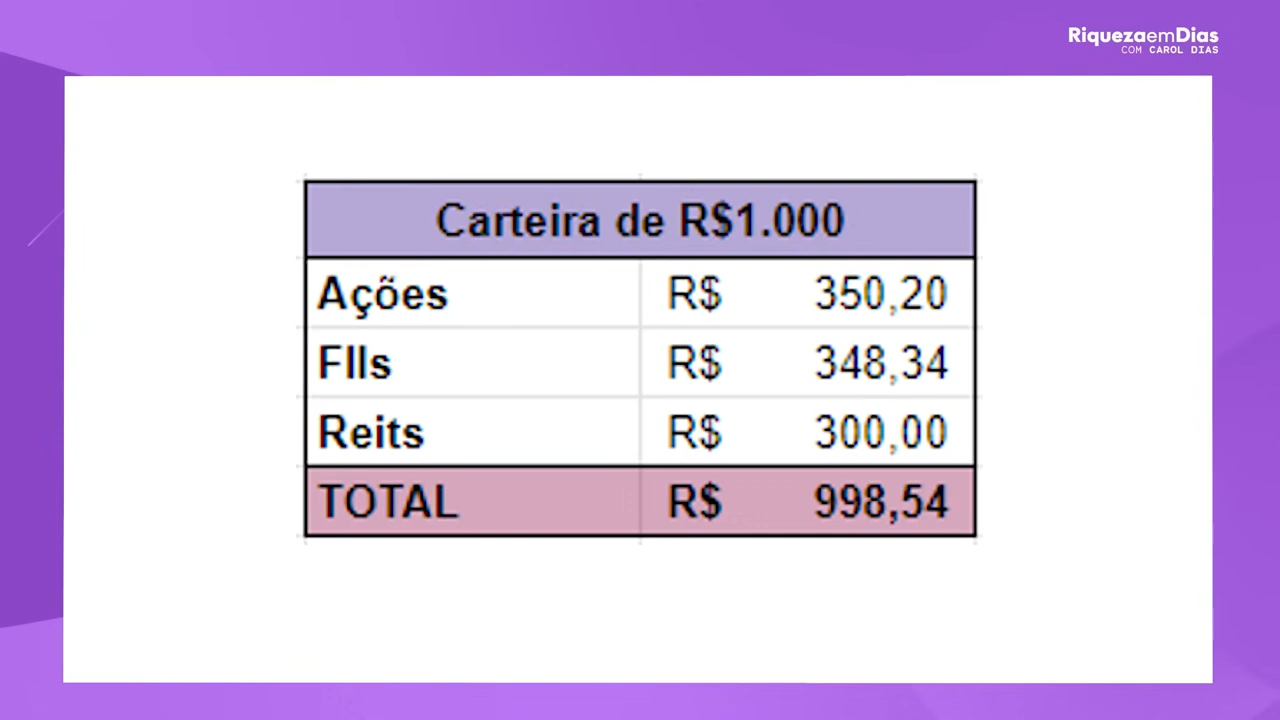 RiquezaemDias
COM CAROL DIAS
Carteira de R$1.000
Ações R$ 350,20
FIIs R$ 348,34
Reits R$ 300,00
TOTAL R$ 998,54